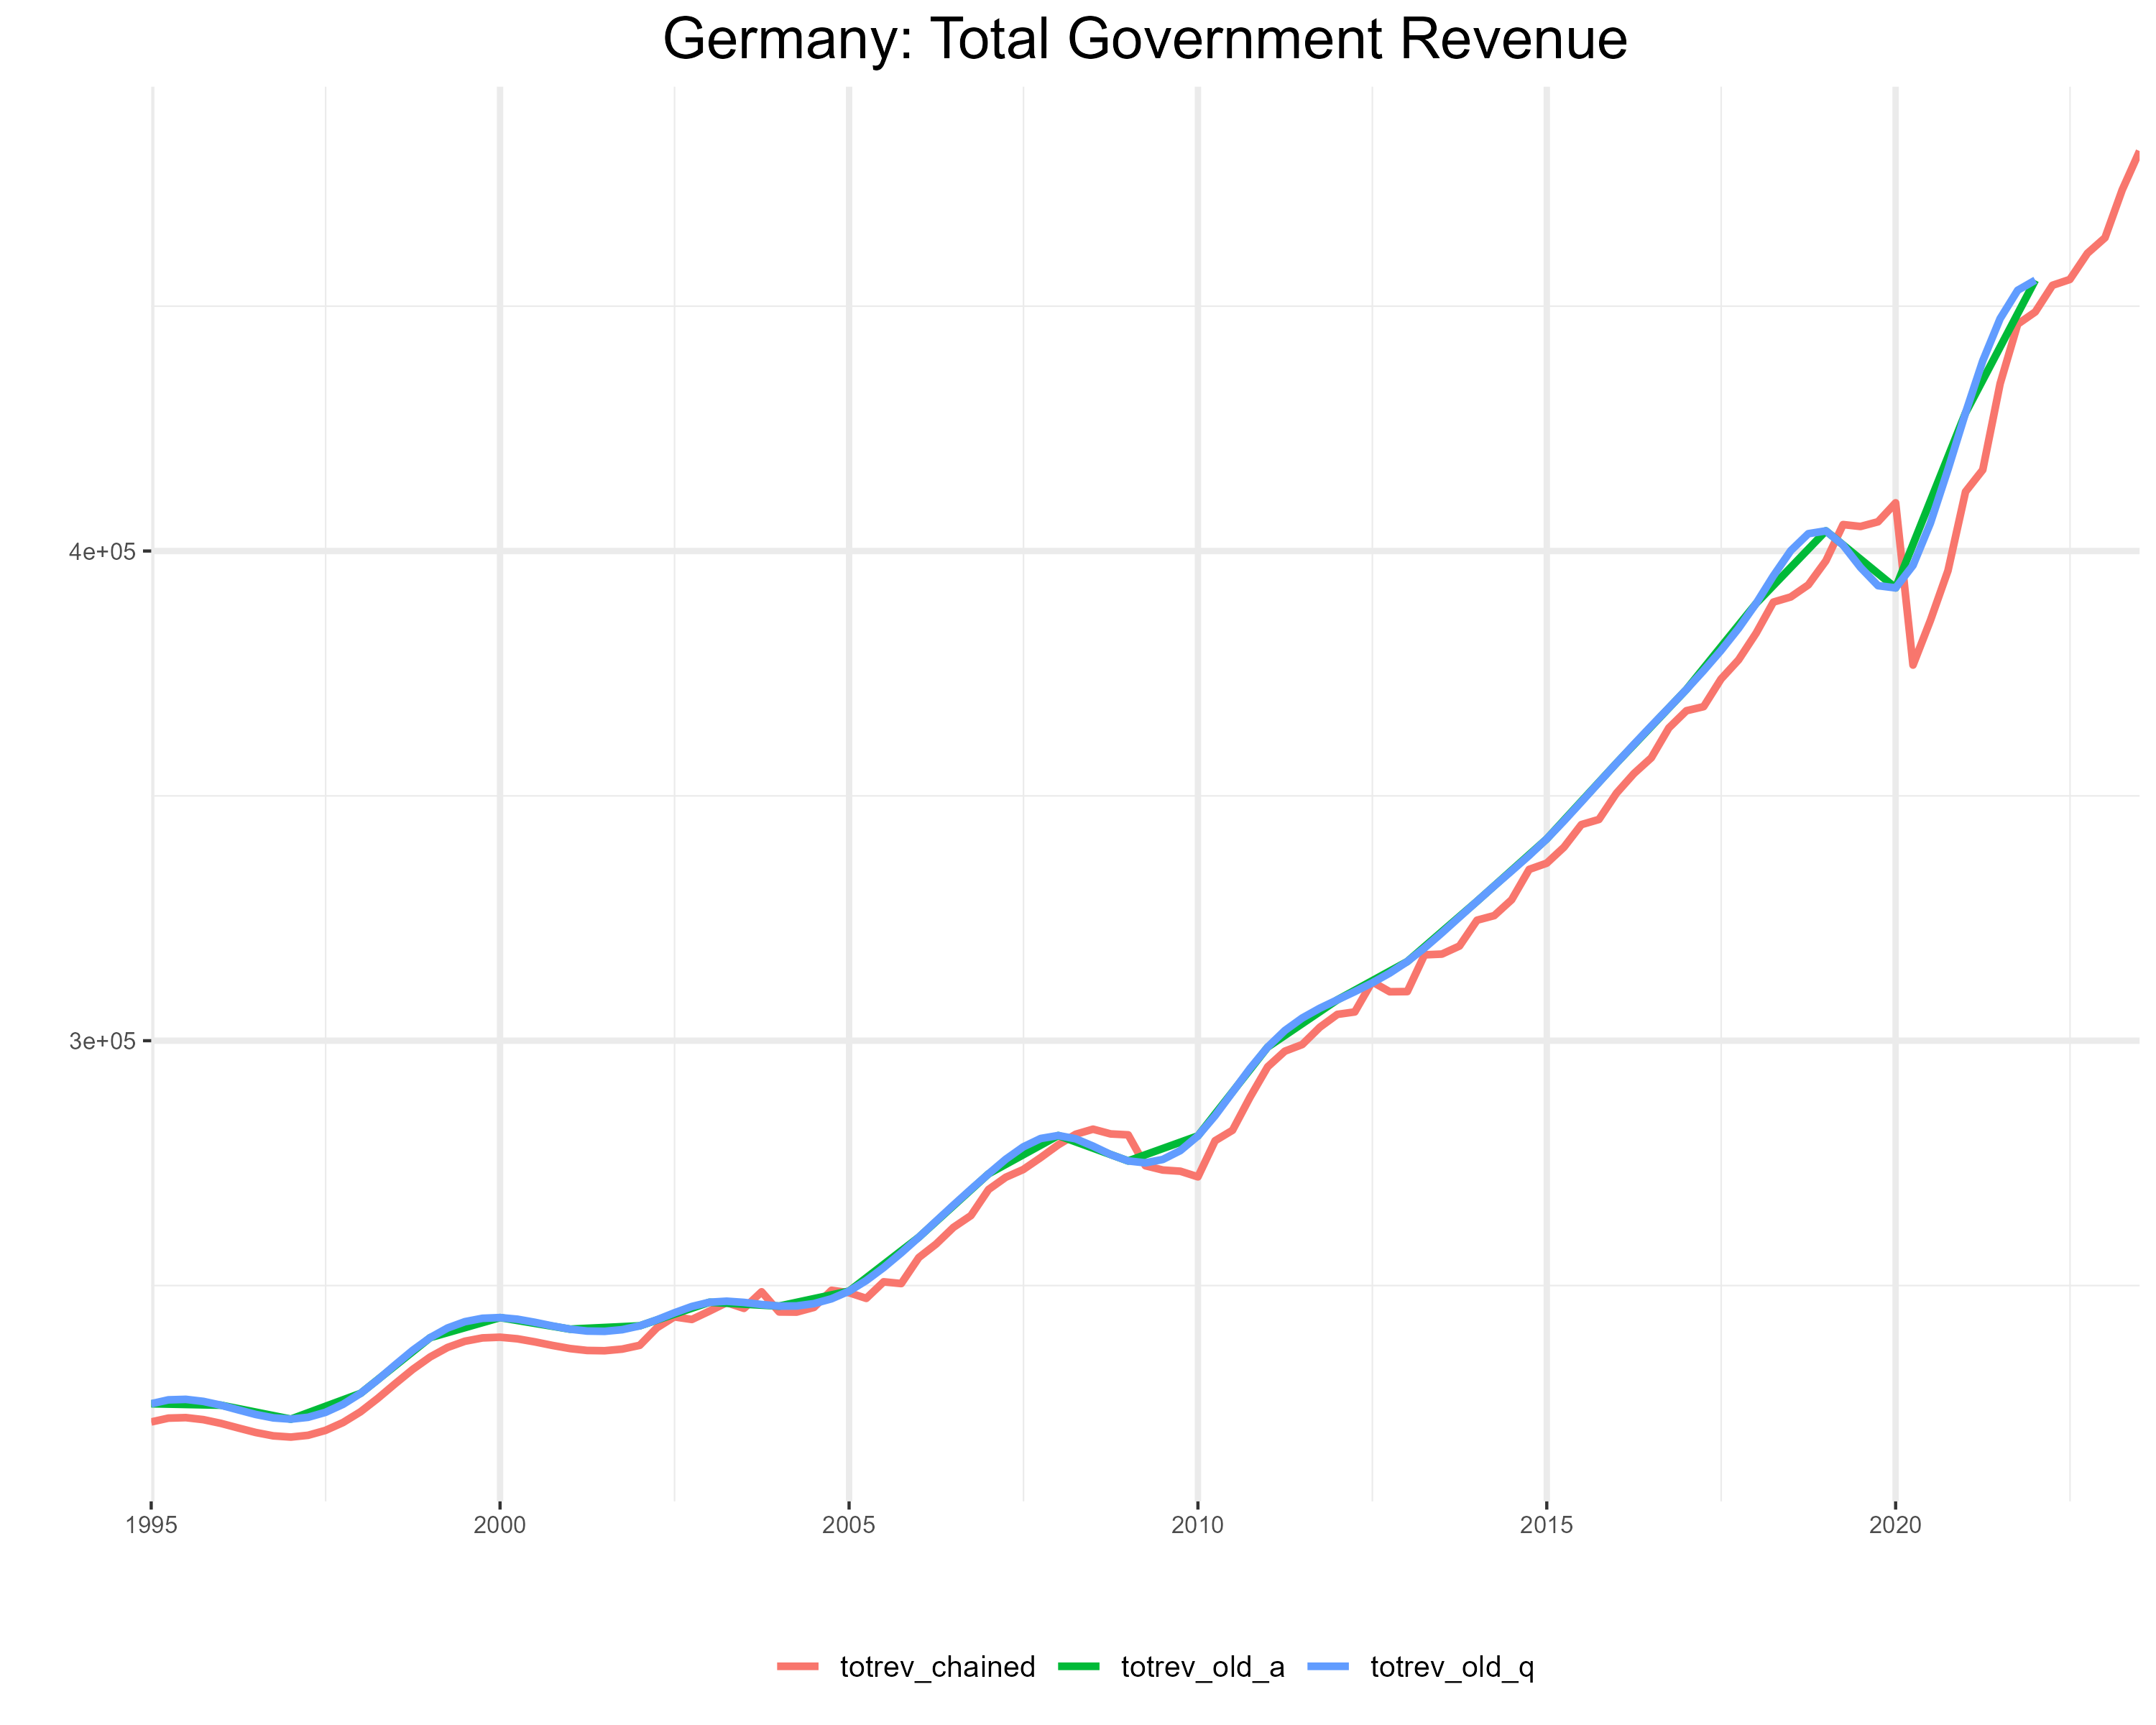 Germany: Total Government Revenue
4e+05
3e+05
1995 2000 2005 2010 2015 2020
totrev_chained totrev_old_a totrev_old_q